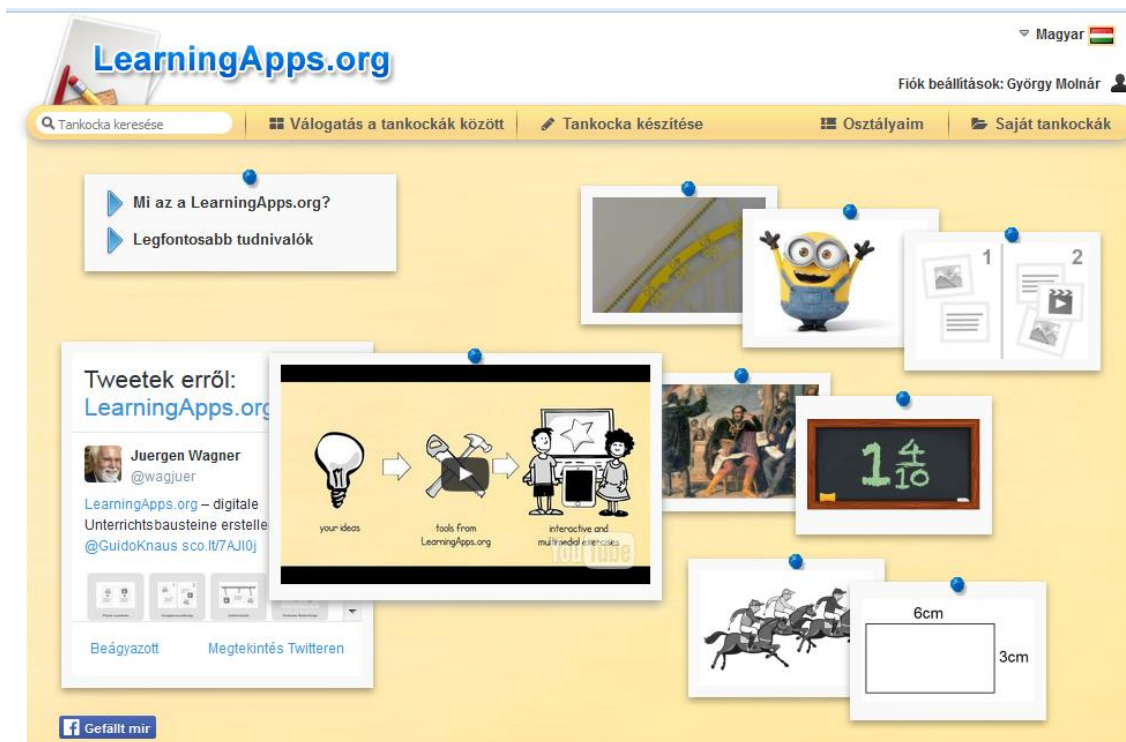 LearningApps.org
Magyar
Fiók beállítások: György Molnár
Tankocka keresése
Válogatás a tankockák között
Tankocka készítése
Osztályaim
Saját tankockák
Mi az a LearningApps.org?
Legfontosabb tudnivalók
1
2
Tweetek erről:
LearningApps.org
Juergen Wagner
@wagjuer
LearningApps.org – digitale
Unterrichtsbausteine erstelle
@GuidoKnaus sco.lt/7AJI0j
Beágyazott
Megtekintés Twitteren
your ideas
tools from
LearningApps.org
interactive and
multimedial exercises
YouTube
1 4/10
6cm
3cm
Gefällt mir